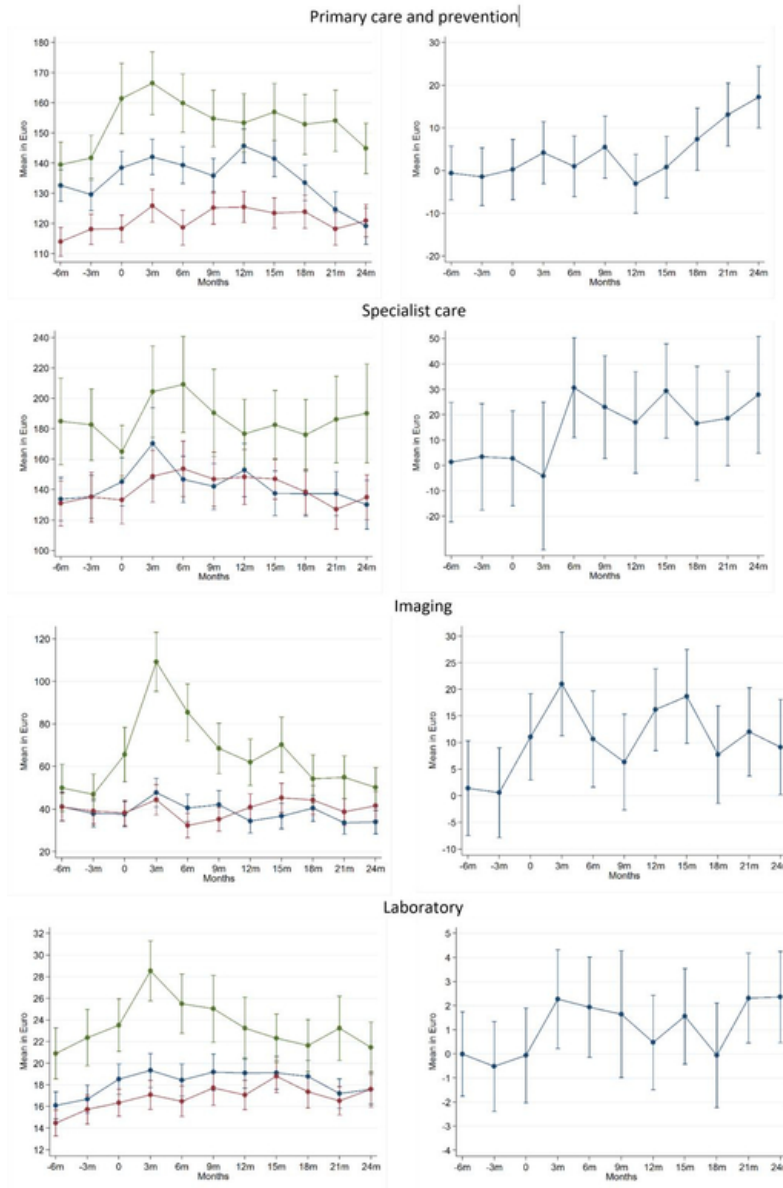 Primary care and prevention
Mean in Euro
180
170
160
150
140
130
120
110
-6m -3m 0 3m 6m 9m 12m 15m 18m 21m 24m
Months
Mean in Euro
30
20
10
0
-10
-20
-6m -3m 0 3m 6m 9m 12m 15m 18m 21m 24m
Months
Specialist care
Mean in Euro
240
220
200
180
160
140
120
100
-6m -3m 0 3m 6m 9m 12m 15m 18m 21m 24m
Months
Mean in Euro
50
40
30
20
10
0
-10
-20
-6m -3m 0 3m 6m 9m 12m 15m 18m 21m 24m
Months
Imaging
Mean in Euro
120
100
80
60
40
20
-6m -3m 0 3m 6m 9m 12m 15m 18m 21m 24m
Months
Mean in Euro
30
25
20
15
10
5
0
-5
-10
-6m -3m 0 3m 6m 9m 12m 15m 18m 21m 24m
Months
Laboratory
Mean in Euro
32
30
28
26
24
22
20
18
16
14
12
-6m -3m 0 3m 6m 9m 12m 15m 18m 21m 24m
Months
Mean in Euro
5
4
3
2
1
0
-1
-2
-3
-4
-6m -3m 0 3m 6m 9m 12m 15m 18m 21m 24m
Months